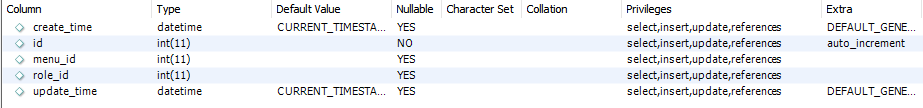 Column Type Default Value Nullable Character Set Collation Privileges Extra
create_time datetime CURRENT_TIMESTA... YES select,insert,update,references DEFAULT_GENE...
id int(11) NO select,insert,update,references auto_increment
menu_id int(11) YES select,insert,update,references
role_id int(11) YES select,insert,update,references
update_time datetime CURRENT_TIMESTA... YES select,insert,update,references DEFAULT_GENE...